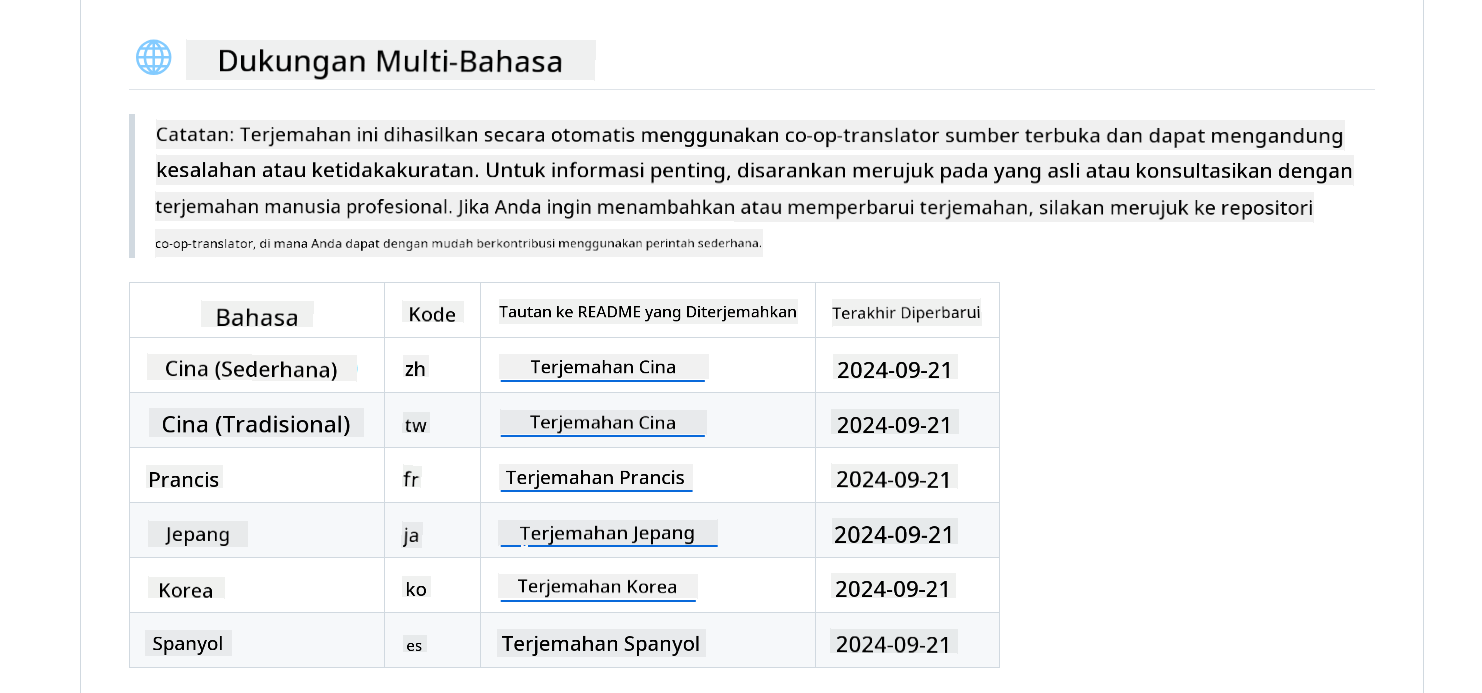 Dukungan Multi-Bahasa
Catatan: Terjemahan ini dihasilkan secara otomatis menggunakan co-op-translator sumber terbuka dan dapat mengandung
kesalahan atau ketidakakuratan. Untuk informasi penting, disarankan merujuk pada yang asli atau konsultasikan dengan
terjemahan manusia profesional. Jika Anda ingin menambahkan atau memperbarui terjemahan, silakan merujuk ke repositori
co-op-translator, di mana Anda dapat dengan mudah berkontribusi menggunakan perintah sederhana.
Bahasa Kode Tautan ke README yang Diterjemahkan Terakhir Diperbarui
Cina (Sederhana) zh Terjemahan Cina 2024-09-21
Cina (Tradisional) tw Terjemahan Cina 2024-09-21
Prancis fr Terjemahan Prancis 2024-09-21
Jepang ja Terjemahan Jepang 2024-09-21
Korea ko Terjemahan Korea 2024-09-21
Spanyol es Terjemahan Spanyol 2024-09-21